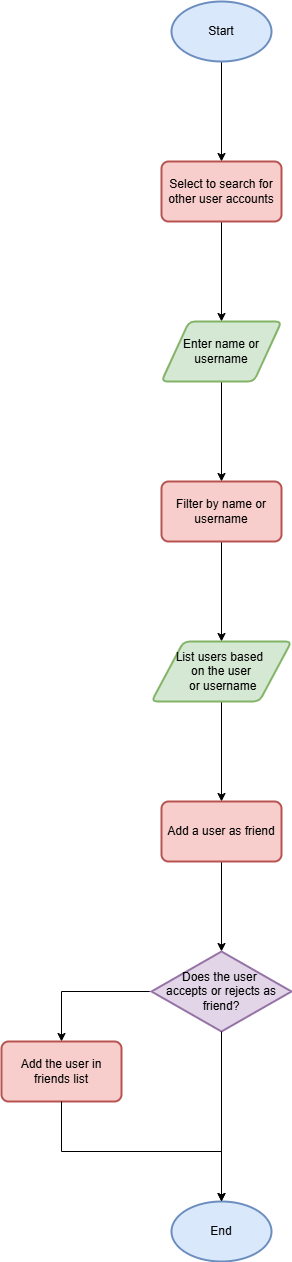 Start
Select to search for
other user accounts
Enter name or
username
Filter by name or
username
List users based
on the user
or username
Add a user as friend
Does the user
accepts or rejects as
friend?
Add the user in
friends list
End